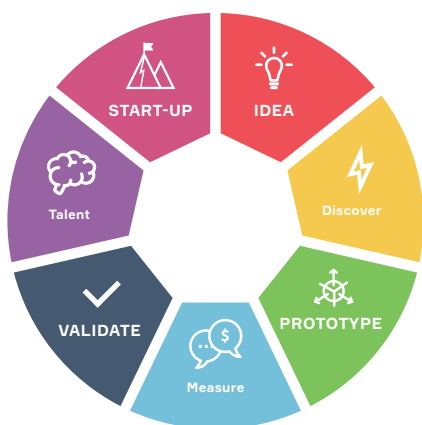 START-UP
IDEA
Talent
Discover
VALIDATE
PROTOTYPE
$
Measure